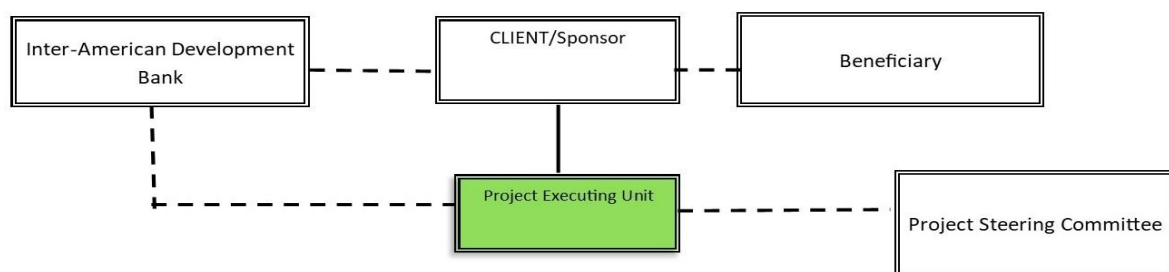 Inter-American Development
Bank
CLIENT/Sponsor
Beneficiary
Project Executing Unit
Project Steering Committee